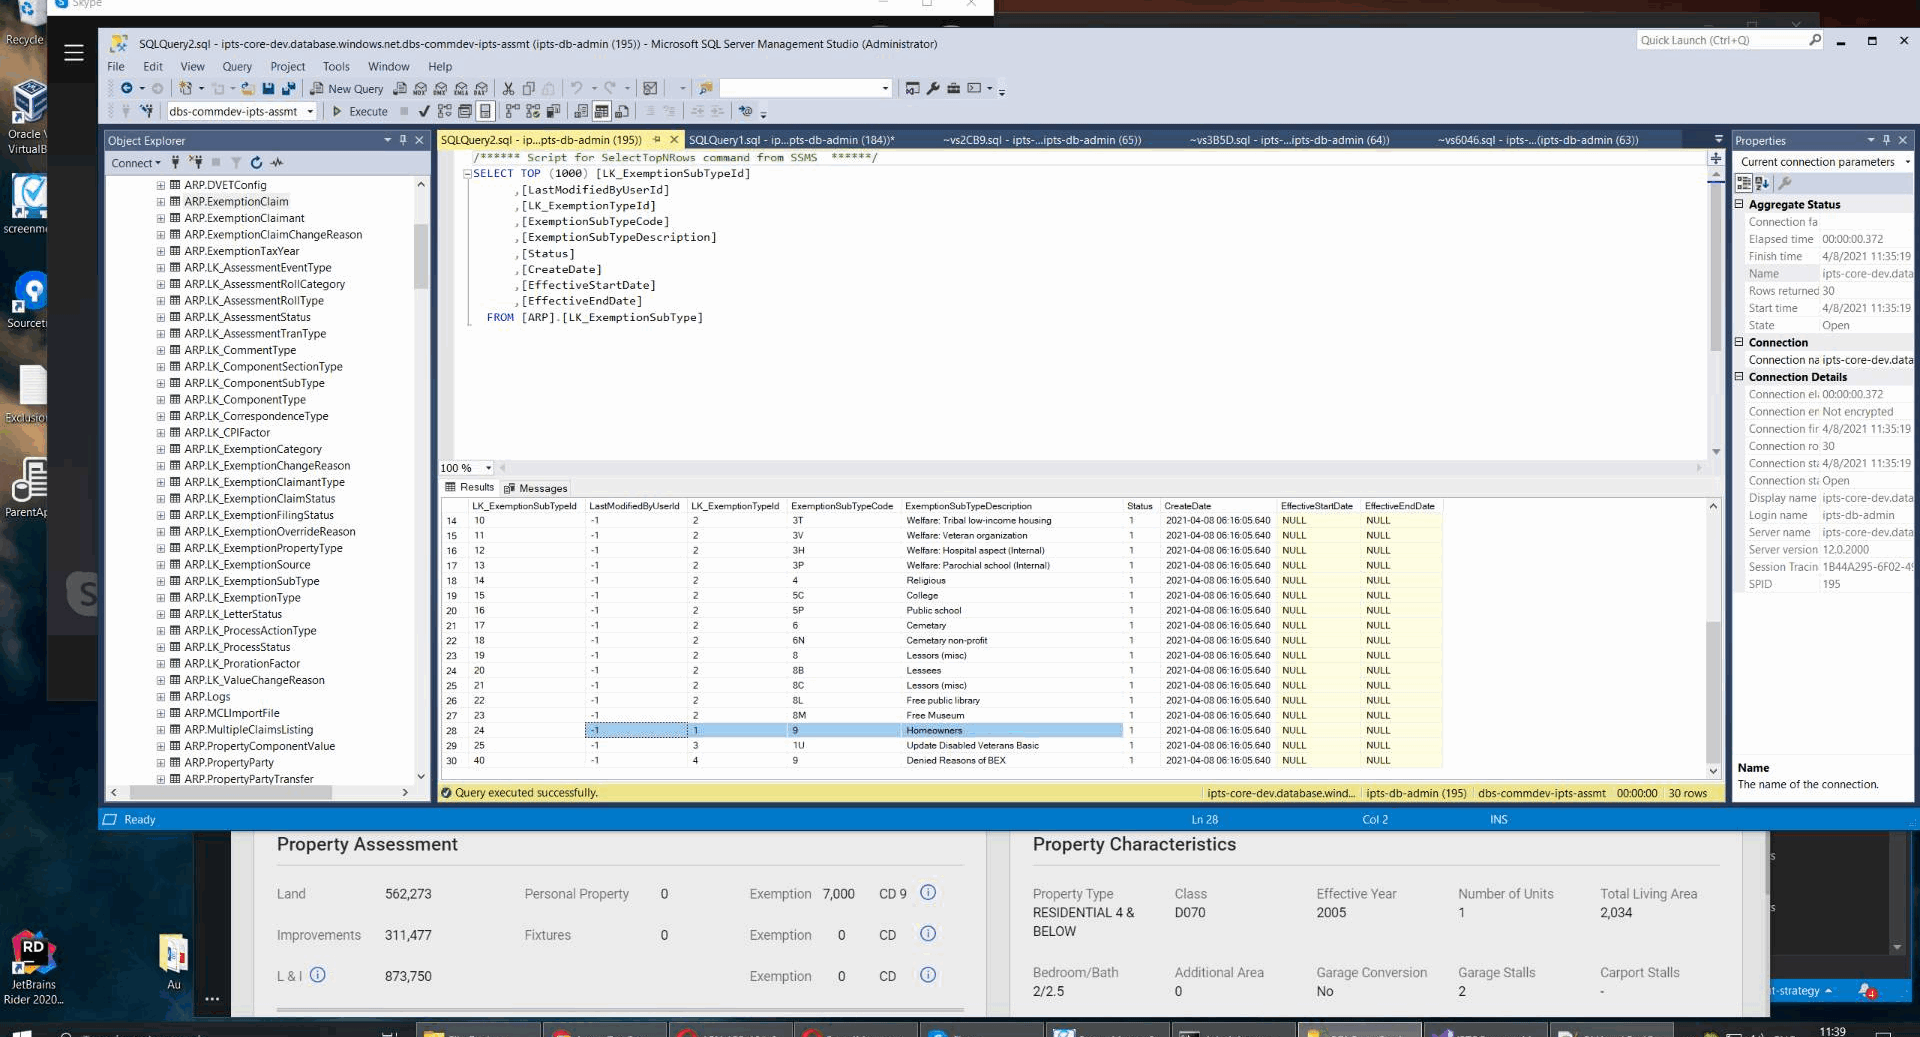 Skype
Recycle
SQLQuery2.sql - ipts-core-dev.database.windows.net.dbs-commdev-ipts-assmt (ipts-db-admin (195)) - Microsoft SQL Server Management Studio (Administrator)
Quick Launch (Ctrl+Q)
File Edit View Query Project Tools Window Help
New Query
dbs-commdev-ipts-assmt Execute
Oracle V
VirtualB
screenme
Sourcetr
Exclusio
ParentAp
Object Explorer
Connect
ARP.DVETConfig
ARP.ExemptionClaim
ARP.ExemptionClaimant
ARP.ExemptionClaimChangeReason
ARP.ExemptionTaxYear
ARP.LK_AssessmentEventType
ARP.LK_AssessmentRollCategory
ARP.LK_AssessmentRollType
ARP.LK_AssessmentStatus
ARP.LK_AssessmentTranType
ARP.LK_CommentType
ARP.LK_ComponentSectionType
ARP.LK_ComponentSubType
ARP.LK_ComponentType
ARP.LK_CorrespondenceType
ARP.LK_CPIFactor
ARP.LK_ExemptionCategory
ARP.LK_ExemptionChangeReason
ARP.LK_ExemptionClaimantType
ARP.LK_ExemptionClaimStatus
ARP.LK_ExemptionFilingStatus
ARP.LK_ExemptionOverrideReason
ARP.LK_ExemptionPropertyType
ARP.LK_ExemptionSource
ARP.LK_ExemptionSubType
ARP.LK_ExemptionType
ARP.LK_LetterStatus
ARP.LK_ProcessActionType
ARP.LK_ProcessStatus
ARP.LK_ProrationFactor
ARP.LK_ValueChangeReason
ARP.Logs
ARP.MCLImportFile
ARP.MultipleClaimsListing
ARP.PropertyComponentValue
ARP.PropertyParty
ARP.PropertyPartyTransfer
SQLQuery2.sql - ip...pts-db-admin (195)) SQLQuery1.sql - ip...pts-db-admin (184))* ~vs2CB9.sql - ipts-...ipts-db-admin (65)) ~vs3B5D.sql - ipts-...ipts-db-admin (64)) ~vs6046.sql - ipts-...(ipts-db-admin (63))
/****** Script for SelectTopNRows command from SSMS ******/
SELECT TOP (1000) [LK_ExemptionSubTypeId]
,[LastModifiedByUserId]
,[LK_ExemptionTypeId]
,[ExemptionSubTypeCode]
,[ExemptionSubTypeDescription]
,[Status]
,[CreateDate]
,[EffectiveStartDate]
,[EffectiveEndDate]
FROM [ARP].[LK_ExemptionSubType]
100 %
Results Messages
LK_ExemptionSubTypeId LastModifiedByUserId LK_ExemptionTypeId ExemptionSubTypeCode ExemptionSubTypeDescription Status CreateDate EffectiveStartDate EffectiveEndDate
14 10 -1 2 3T Welfare: Tribal low-income housing 1 2021-04-08 06:16:05.640 NULL NULL
15 11 -1 2 3V Welfare: Veteran organization 1 2021-04-08 06:16:05.640 NULL NULL
16 12 -1 2 3H Welfare: Hospital aspect (Internal) 1 2021-04-08 06:16:05.640 NULL NULL
17 13 -1 2 3P Welfare: Parochial school (Internal) 1 2021-04-08 06:16:05.640 NULL NULL
18 14 -1 2 4 Religious 1 2021-04-08 06:16:05.640 NULL NULL
19 15 -1 2 5C College 1 2021-04-08 06:16:05.640 NULL NULL
20 16 -1 2 5P Public school 1 2021-04-08 06:16:05.640 NULL NULL
21 17 -1 2 6 Cemetary 1 2021-04-08 06:16:05.640 NULL NULL
22 18 -1 2 6N Cemetary non-profit 1 2021-04-08 06:16:05.640 NULL NULL
23 19 -1 2 8 Lessors (misc) 1 2021-04-08 06:16:05.640 NULL NULL
24 20 -1 2 8B Lessees 1 2021-04-08 06:16:05.640 NULL NULL
25 21 -1 2 8C Lessors (misc) 1 2021-04-08 06:16:05.640 NULL NULL
26 22 -1 2 8L Free public library 1 2021-04-08 06:16:05.640 NULL NULL
27 23 -1 2 8M Free Museum 1 2021-04-08 06:16:05.640 NULL NULL
28 24 -1 1 9 Homeowners 1 2021-04-08 06:16:05.640 NULL NULL
29 25 -1 3 1U Update Disabled Veterans Basic 1 2021-04-08 06:16:05.640 NULL NULL
30 40 -1 4 9 Denied Reasons of BEX 1 2021-04-08 06:16:05.640 NULL NULL
Query executed successfully. ipts-core-dev.database.wind... ipts-db-admin (195) dbs-commdev-ipts-assmt 00:00:00 30 rows
Properties
Current connection parameters
Aggregate Status
Connection fa
Elapsed time 00:00:00.372
Finish time 4/8/2021 11:35:19
Name ipts-core-dev.data
Rows returned 30
Start time 4/8/2021 11:35:19
State Open
Connection
Connection na ipts-core-dev.data
Connection Details
Connection el 00:00:00.372
Connection er Not encrypted
Connection fir 4/8/2021 11:35:19
Connection ro 30
Connection sta 4/8/2021 11:35:19
Connection sta Open
Display name ipts-core-dev.data
Login name ipts-db-admin
Server name ipts-core-dev.data
Server version 12.0.2000
Session Tracin 1B44A295-6F02-49
SPID 195
Name
The name of the connection.
Ready Ln 28 Col 2 INS
Property Assessment
Land 562,273 Personal Property 0 Exemption 7,000 CD 9
Improvements 311,477 Fixtures 0 Exemption 0 CD
L & I 873,750 Exemption 0 CD
Property Characteristics
Property Type Class Effective Year Number of Units Total Living Area
RESIDENTIAL 4 & BELOW D070 2005 1 2,034
Bedroom/Bath Additional Area Garage Conversion Garage Stalls Carport Stalls
2/2.5 0 No 2 -
RD
JetBrains
Rider 2020...
Au
t-strategy
4
11:39